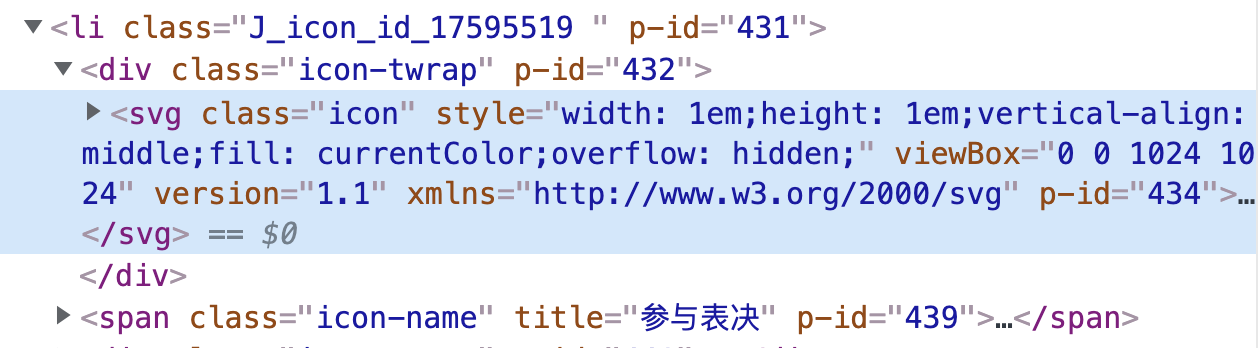 ▼<li class="J_icon_id_17595519 " p-id="431">
▼<div class="icon-twrap" p-id="432">
▶<svg class="icon" style="width: 1em;height: 1em;vertical-align:
middle;fill: currentColor;overflow: hidden;" viewBox="0 0 1024 10
24" version="1.1" xmlns="http://www.w3.org/2000/svg" p-id="434">…
</svg> == $0
</div>
▶<span class="icon-name" title="参与表决" p-id="439">…</span>